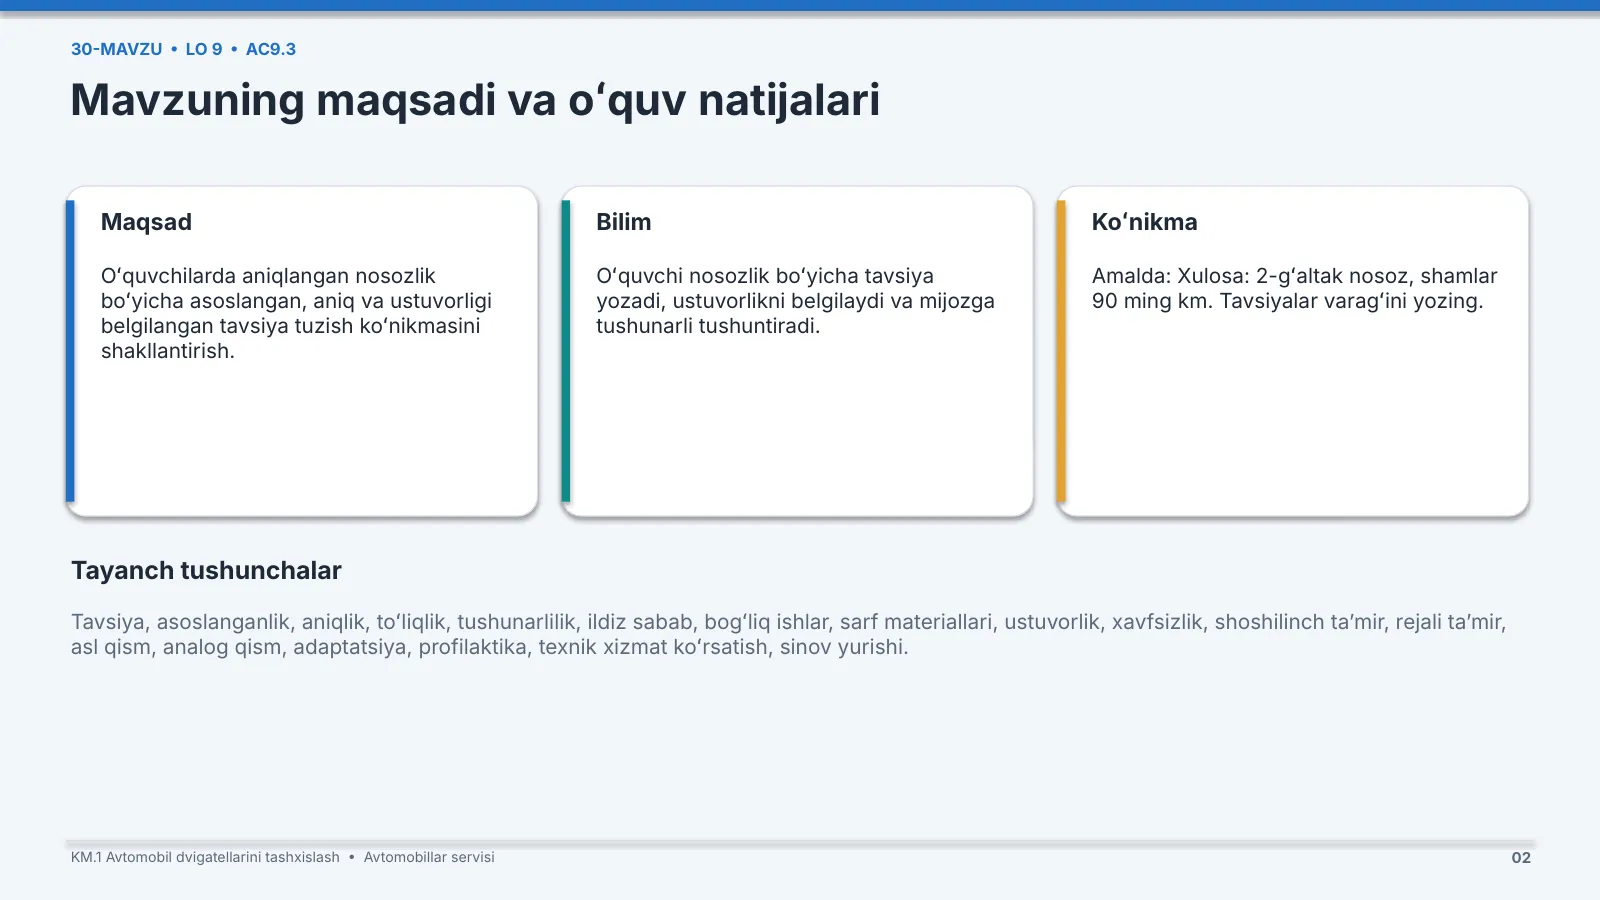 30-MAVZU • LO 9 • AC9.3
Mavzuning maqsadi va oʻquv natijalari
Maqsad
Oʻquvchilarda aniqlangan nosozlik
boʻyicha asoslangan, aniq va ustuvorligi
belgilangan tavsiya tuzish koʻnikmasini
shakllantirish.
Bilim
Oʻquvchi nosozlik boʻyicha tavsiya
yozadi, ustuvorlikni belgilaydi va mijozga
tushunarli tushuntiradi.
Koʻnikma
Amalda: Xulosa: 2-gʻaltak nosoz, shamlar
90 ming km. Tavsiyalar varagʻini yozing.
Tayanch tushunchalar
Tavsiya, asoslanganlik, aniqlik, toʻliqlik, tushunarlilik, ildiz sabab, bogʻliq ishlar, sarf materiallari, ustuvorlik, xavfsizlik, shoshilinch taʼmir, rejali taʼmir,
asl qism, analog qism, adaptatsiya, profilaktika, texnik xizmat koʻrsatish, sinov yurishi.
KM.1 Avtomobil dvigatellarini tashxislash • Avtomobillar servisi
02